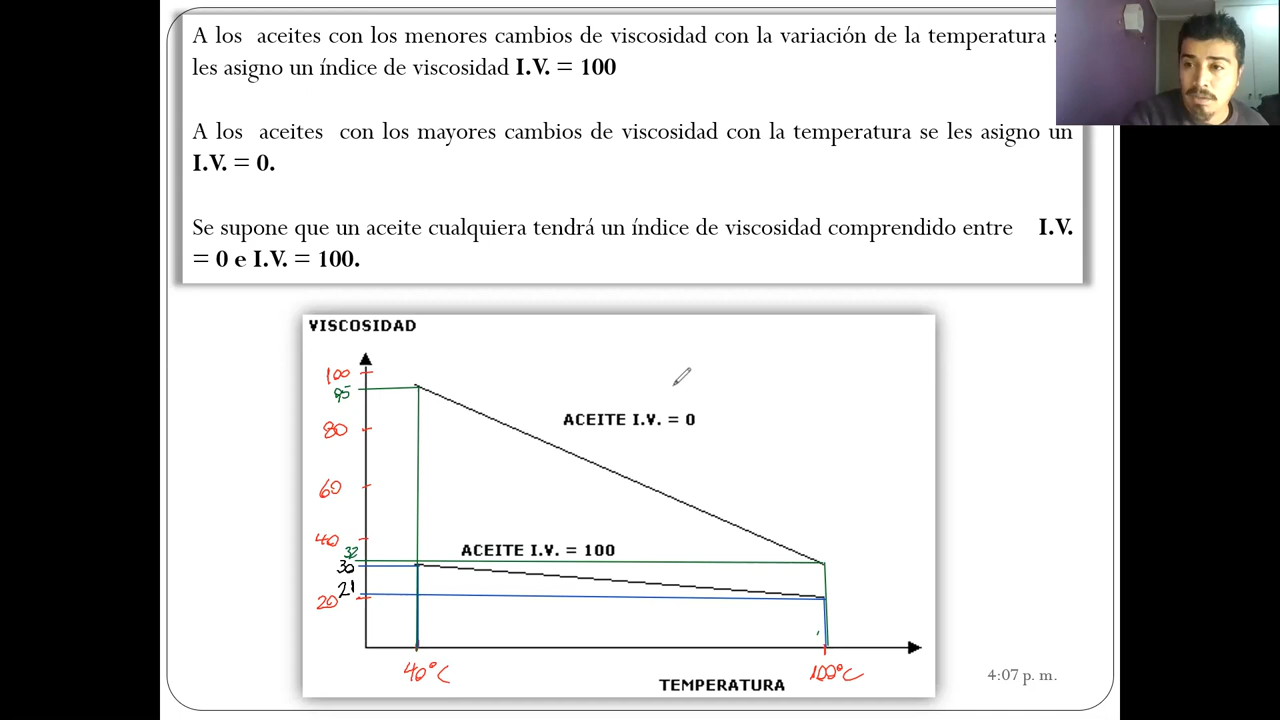 A los aceites con los menores cambios de viscosidad con la variación de la temperatura
les asigno un índice de viscosidad I.V. = 100
A los aceites con los mayores cambios de viscosidad con la temperatura se les asigno un
I.V. = 0.
Se supone que un aceite cualquiera tendrá un índice de viscosidad comprendido entre I.V.
= 0 e I.V. = 100.
VISCOSIDAD
100
95
80
ACEITE I.V. = 0
60
40
ACEITE I.V. = 100
32
30
21
20
40°C
100°C
TEMPERATURA
4:07 p. m.